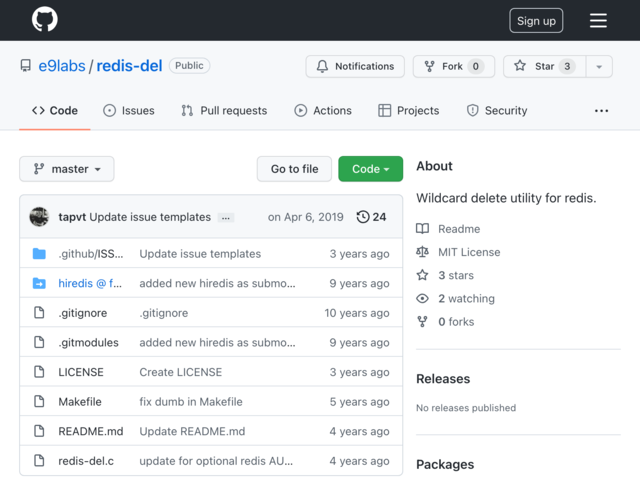 Sign up
e9labs / redis-del Public
Notifications Fork 0 Star 3
Code Issues Pull requests Actions Projects Security ...
master Go to file Code
tapvt Update issue templates ... on Apr 6, 2019 24
.github/ISS... Update issue templates 3 years ago
hiredis @ f... added new hiredis as submo... 9 years ago
.gitignore .gitignore 10 years ago
.gitmodules added new hiredis as submo... 9 years ago
LICENSE Create LICENSE 3 years ago
Makefile fix dumb in Makefile 5 years ago
README.md Update README.md 4 years ago
redis-del.c update for optional redis AU... 4 years ago
About
Wildcard delete utility for redis.
Readme
MIT License
3 stars
2 watching
0 forks
Releases
No releases published
Packages